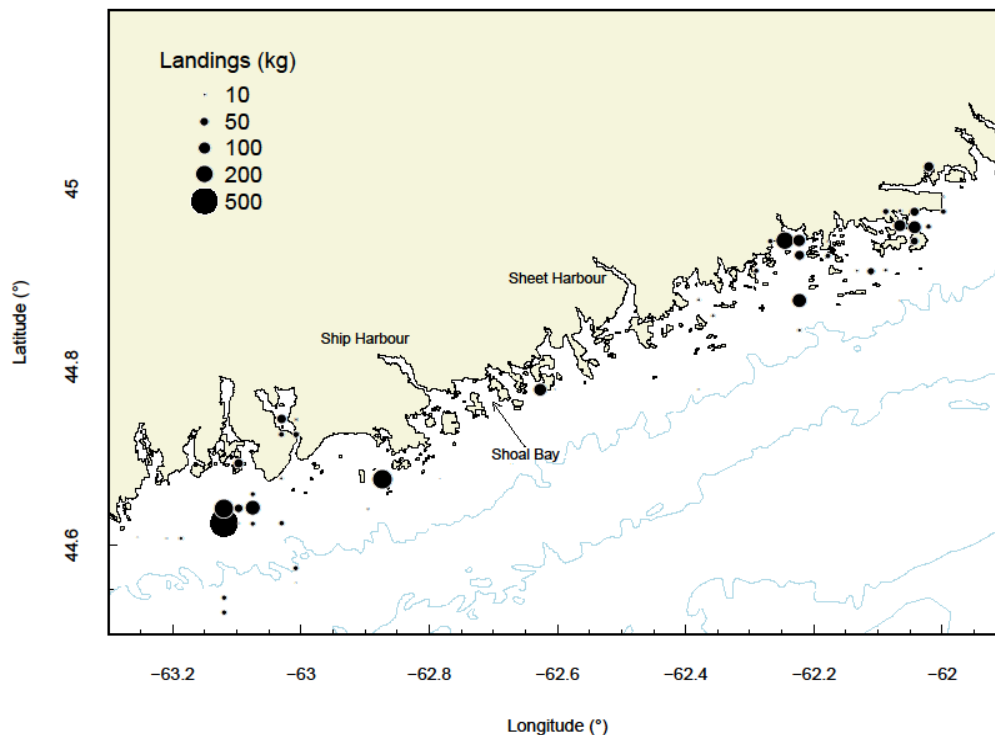 Landings (kg)
10
50
100
200
500
Sheet Harbour
Ship Harbour
Shoal Bay
45
44.8
44.6
Latitude (°)
−63.2
−63
−62.8
−62.6
−62.4
−62.2
−62
Longitude (°)